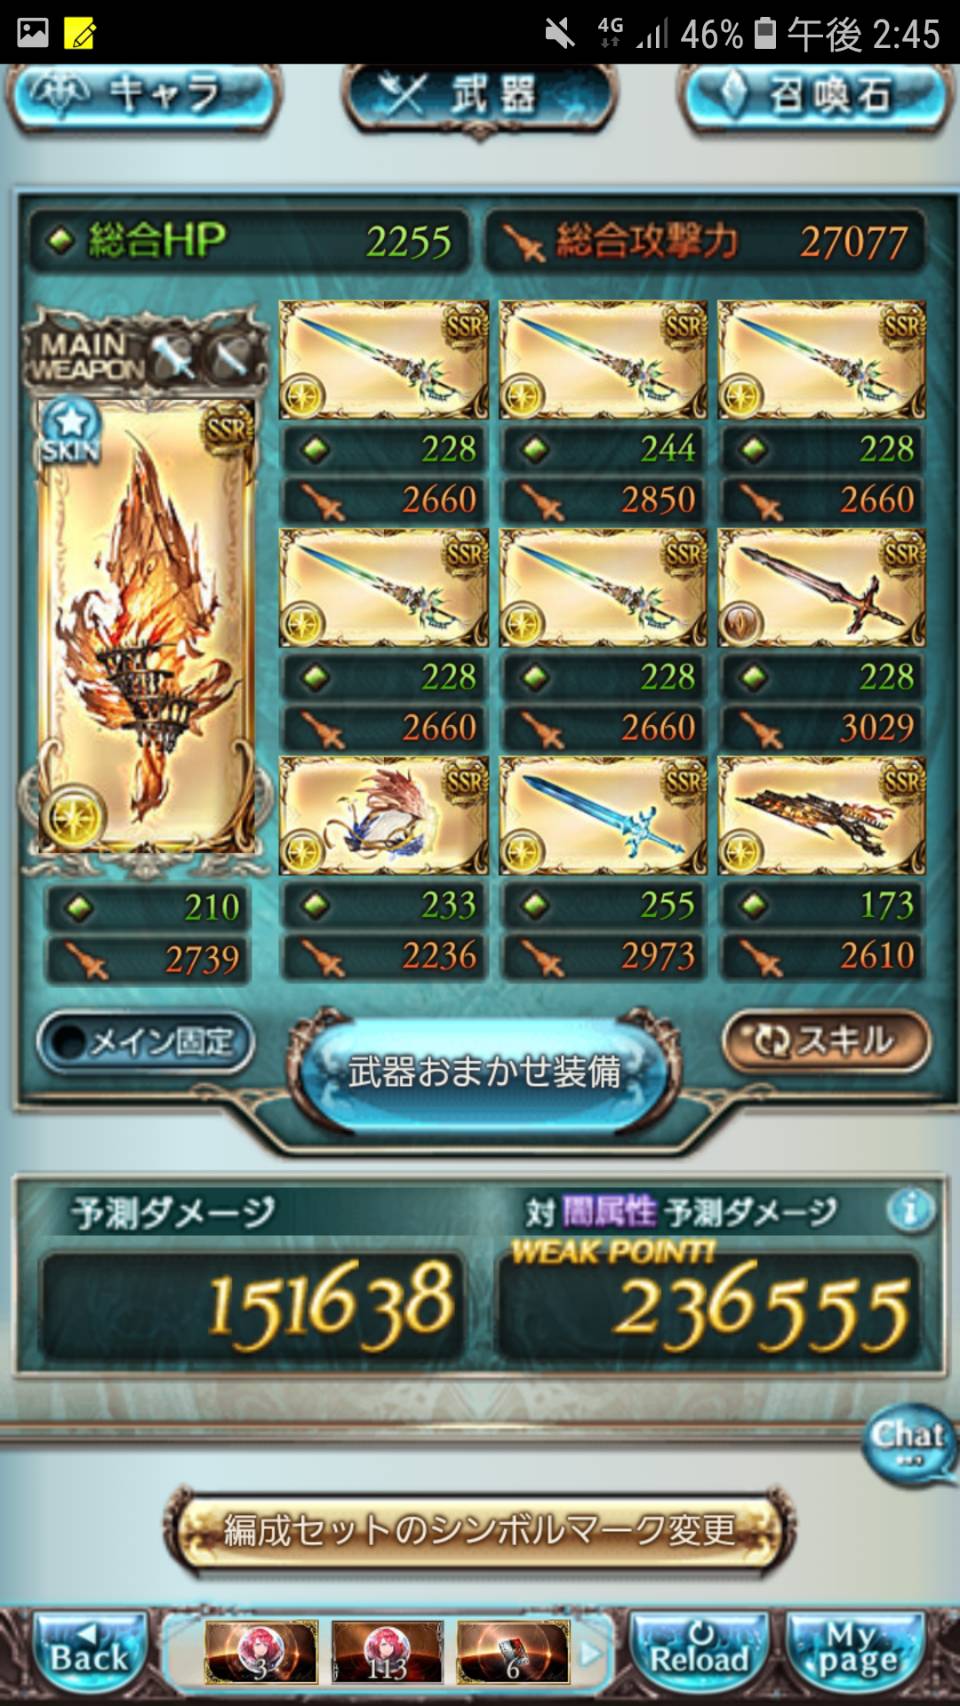 46% 午後 2:45
4G
キャラ 武器 召喚石
総合HP 2255 総合攻撃力 27077
MAIN WEAPON
SKIN SSR
SSR SSR SSR
228 244 228
2660 2850 2660
SSR SSR SSR
228 228 228
2660 2660 3029
SSR SSR SSR
210 233 255 173
2739 2236 2973 2610
メイン固定 武器おまかせ装備 スキル
予測ダメージ 対闇属性予測ダメージ i
WEAK POINT!
151638 236555
Chat
編成セットのシンボルマーク変更
Back 3 113 6 Reload My page